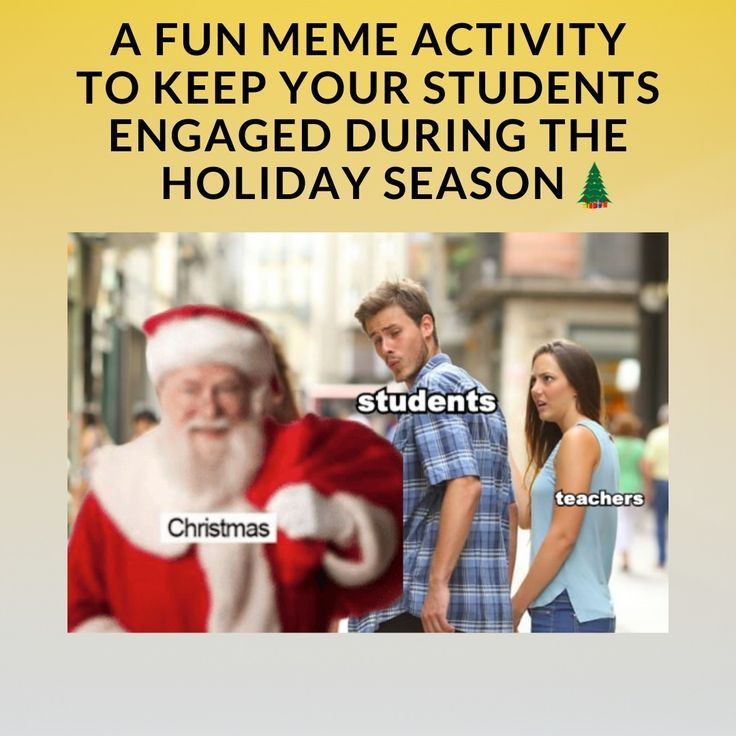 A FUN MEME ACTIVITY
TO KEEP YOUR STUDENTS
ENGAGED DURING THE
HOLIDAY SEASON
students
teachers
Christmas